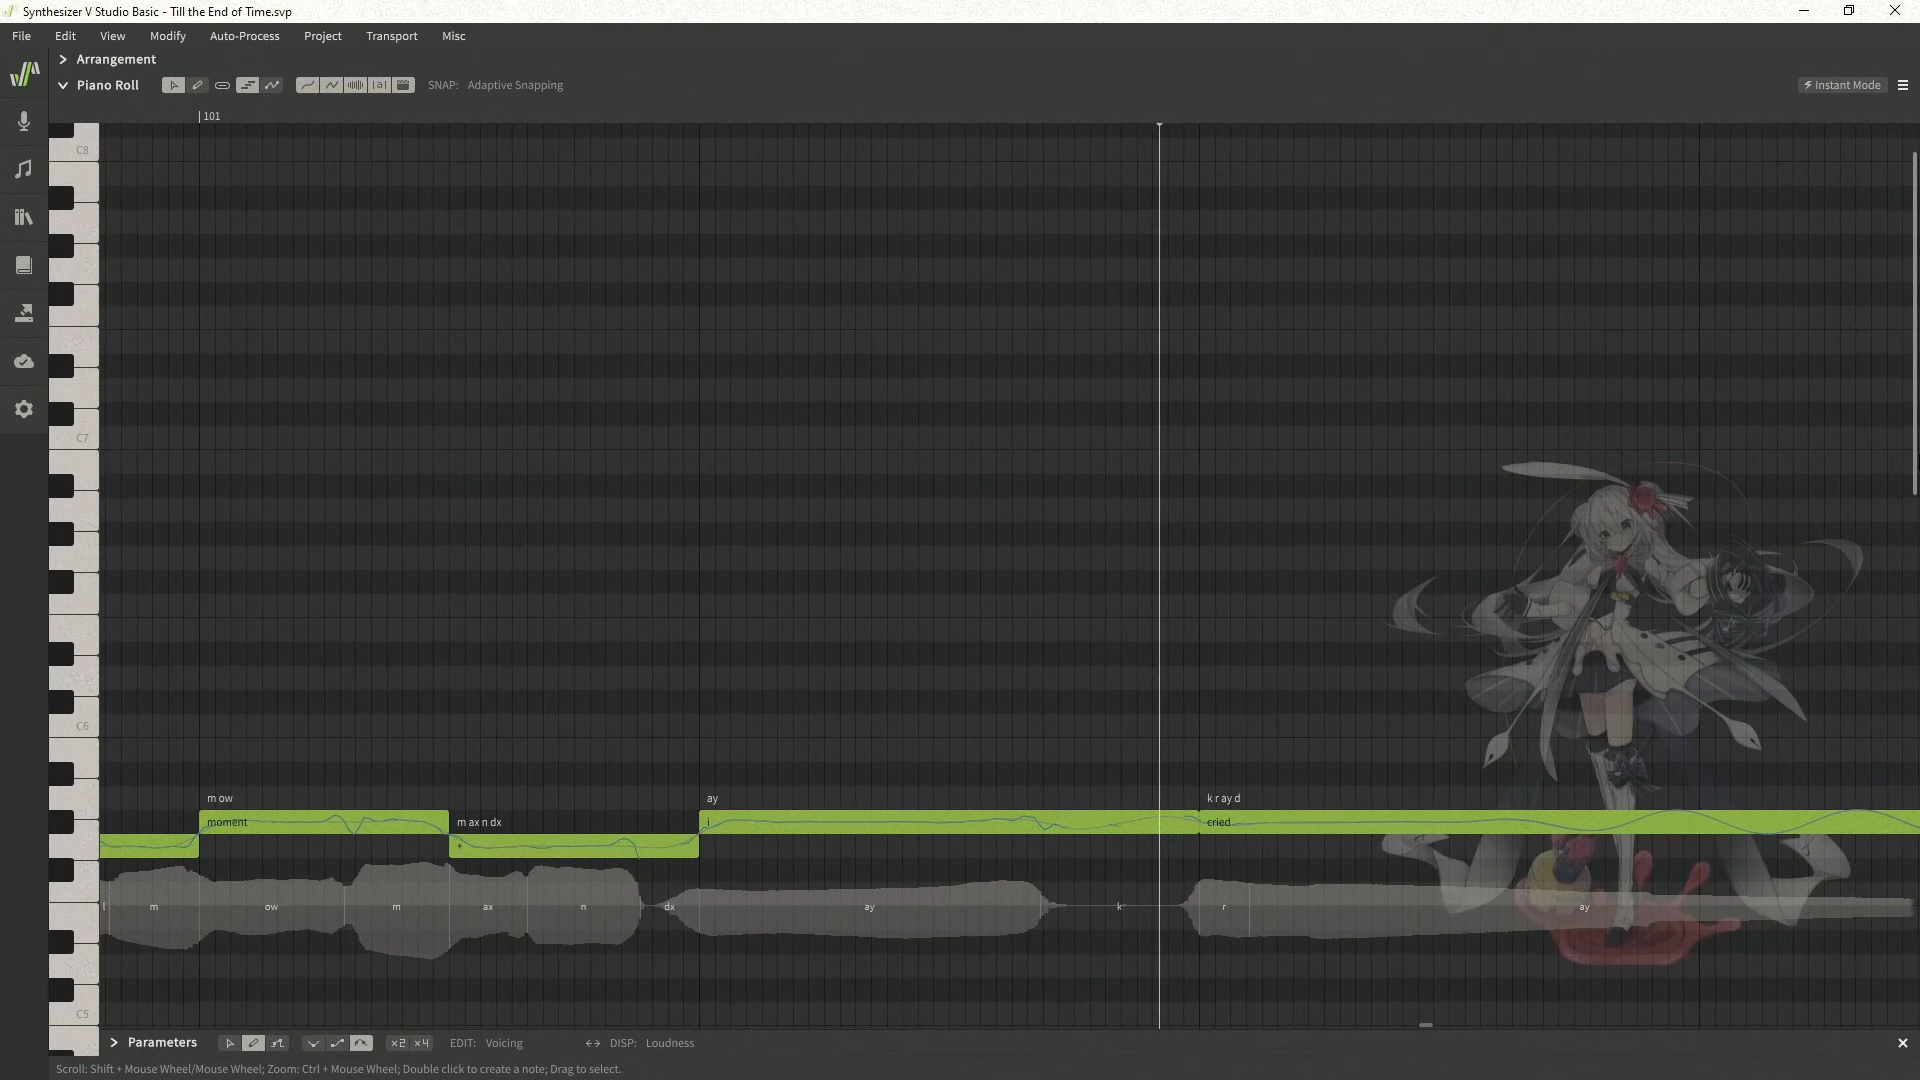 Synthesizer V Studio Basic - Till the End of Time.svp
File Edit View Modify Auto-Process Project Transport Misc
Arrangement
Piano Roll SNAP: Adaptive Snapping Instant Mode
101
C8
C7
C6
m ow ay k r ay d
moment m ax n dx i cried
+
l m ow m ax n dx ay k r ay
C5
Parameters x2 x4 EDIT: Voicing DISP: Loudness
Scroll: Shift + Mouse Wheel/Mouse Wheel; Zoom: Ctrl + Mouse Wheel; Double click to create a note; Drag to select.